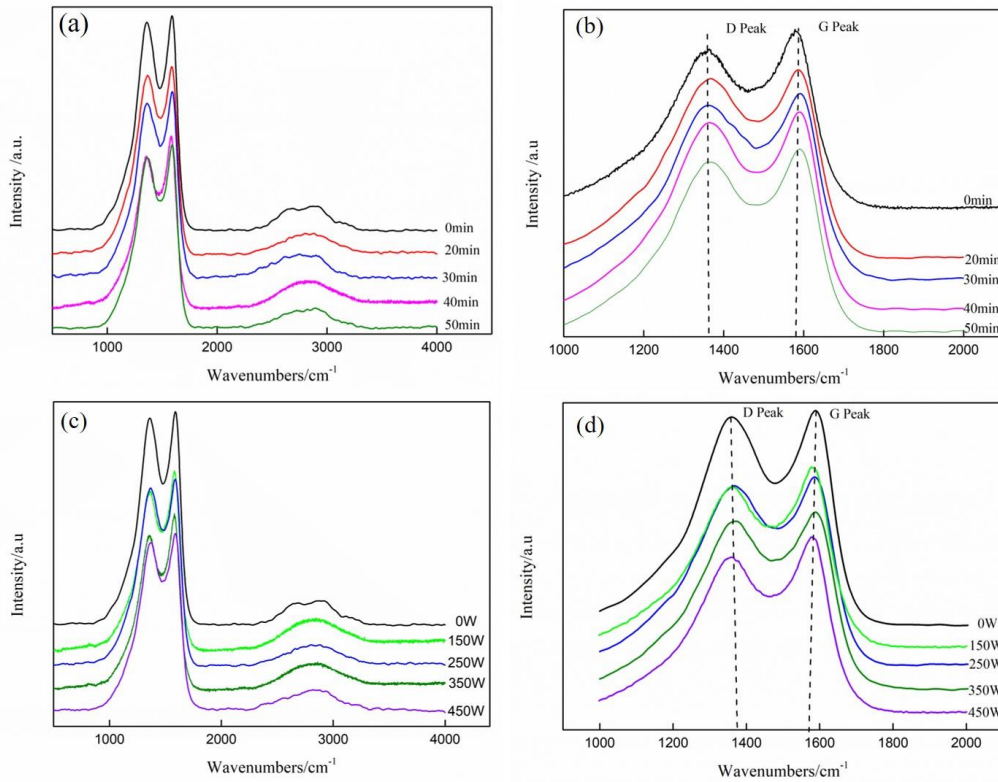 (a)
Intensity /a.u.
0min
20min
30min
40min
50min
1000
2000
3000
4000
Wavenumbers/cm⁻¹
(b)
D Peak
G Peak
Intensity /a.u
0min
20min
30min
40min
50min
1000
1200
1400
1600
1800
2000
Wavenumbers/cm⁻¹
(c)
Intensity/a.u
0W
150W
250W
350W
450W
1000
2000
3000
4000
Wavenumbers/cm⁻¹
(d)
D Peak
G Peak
Intensity/a.u
0W
150W
250W
350W
450W
1000
1200
1400
1600
1800
2000
Wavenumbers/cm⁻¹